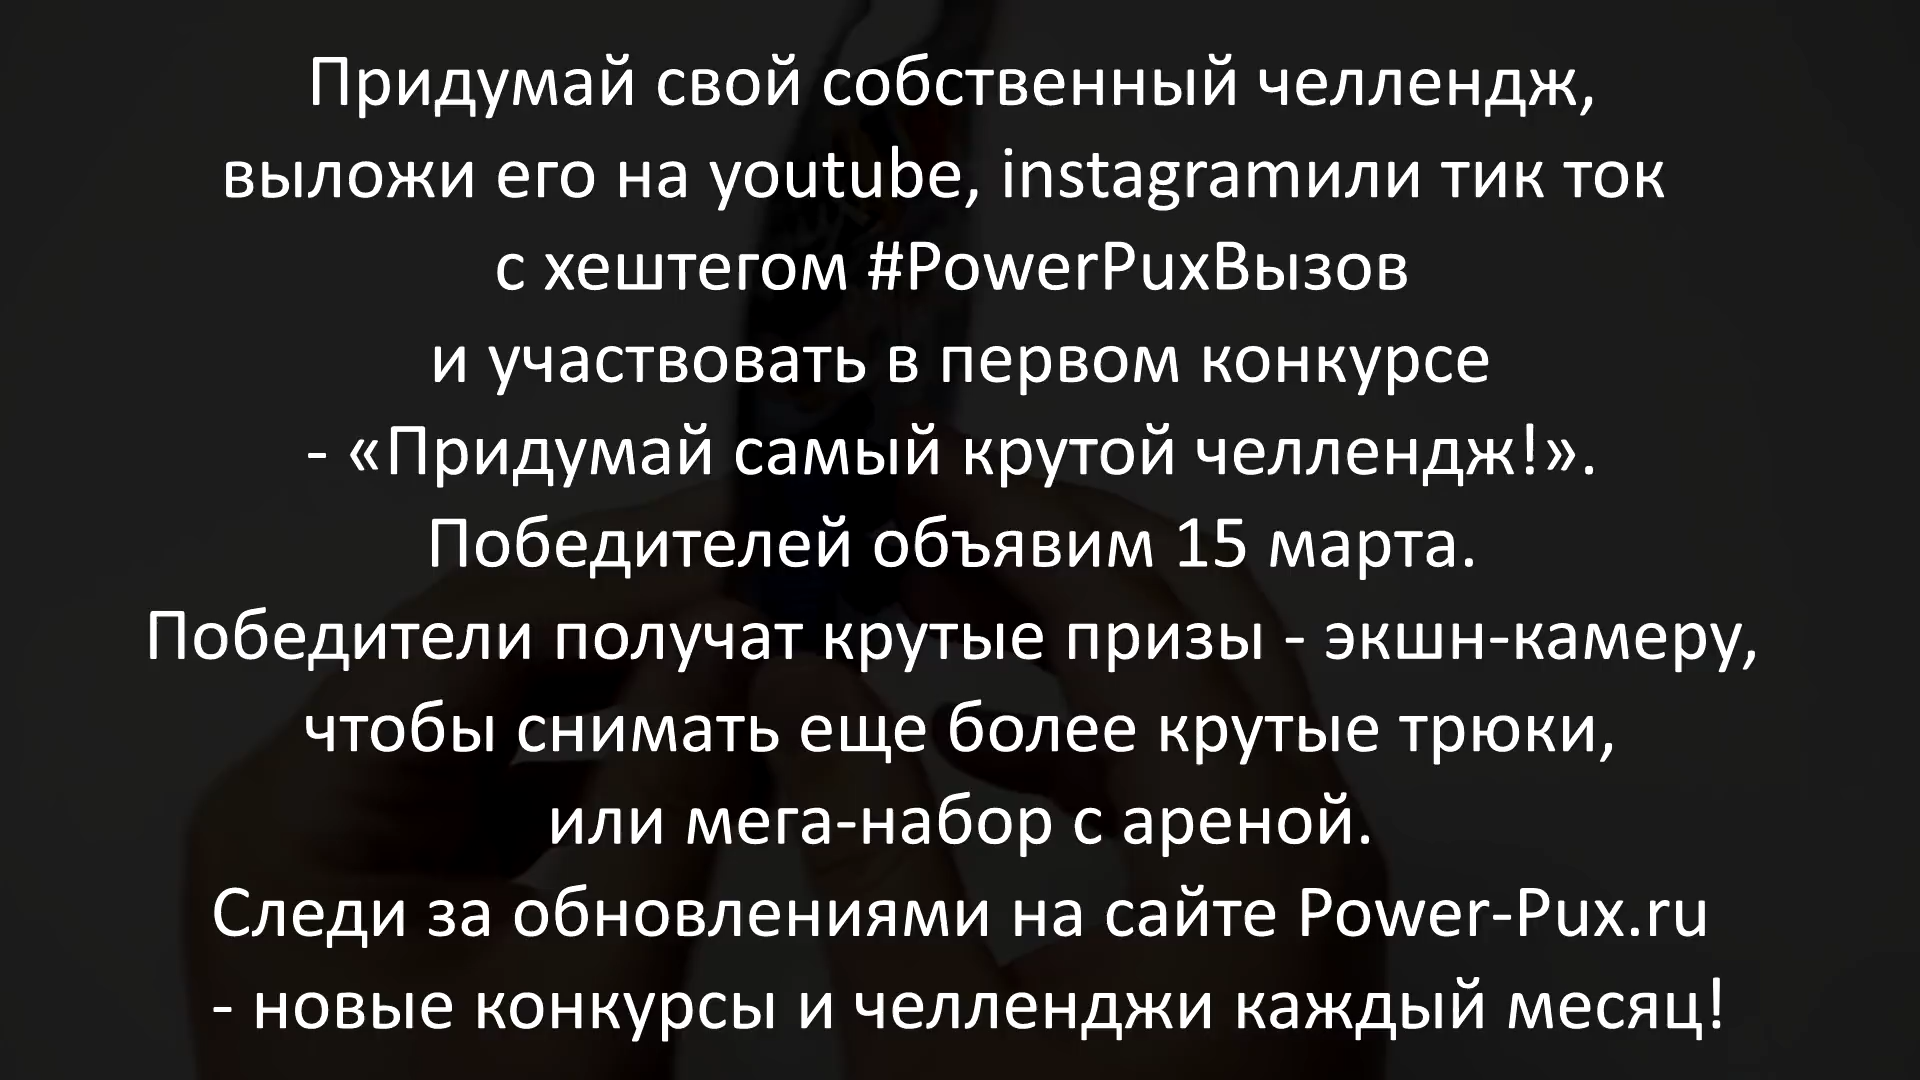 Придумай свой собственный челлендж,
выложи его на youtube, instagramили тик ток
с хештегом #PowerPuxВызов
и участвовать в первом конкурсе
- «Придумай самый крутой челлендж!».
Победителей объявим 15 марта.
Победители получат крутые призы - экшн-камеру,
чтобы снимать еще более крутые трюки,
или мега-набор с ареной.
Следи за обновлениями на сайте Power-Pux.ru
- новые конкурсы и челленджи каждый месяц!